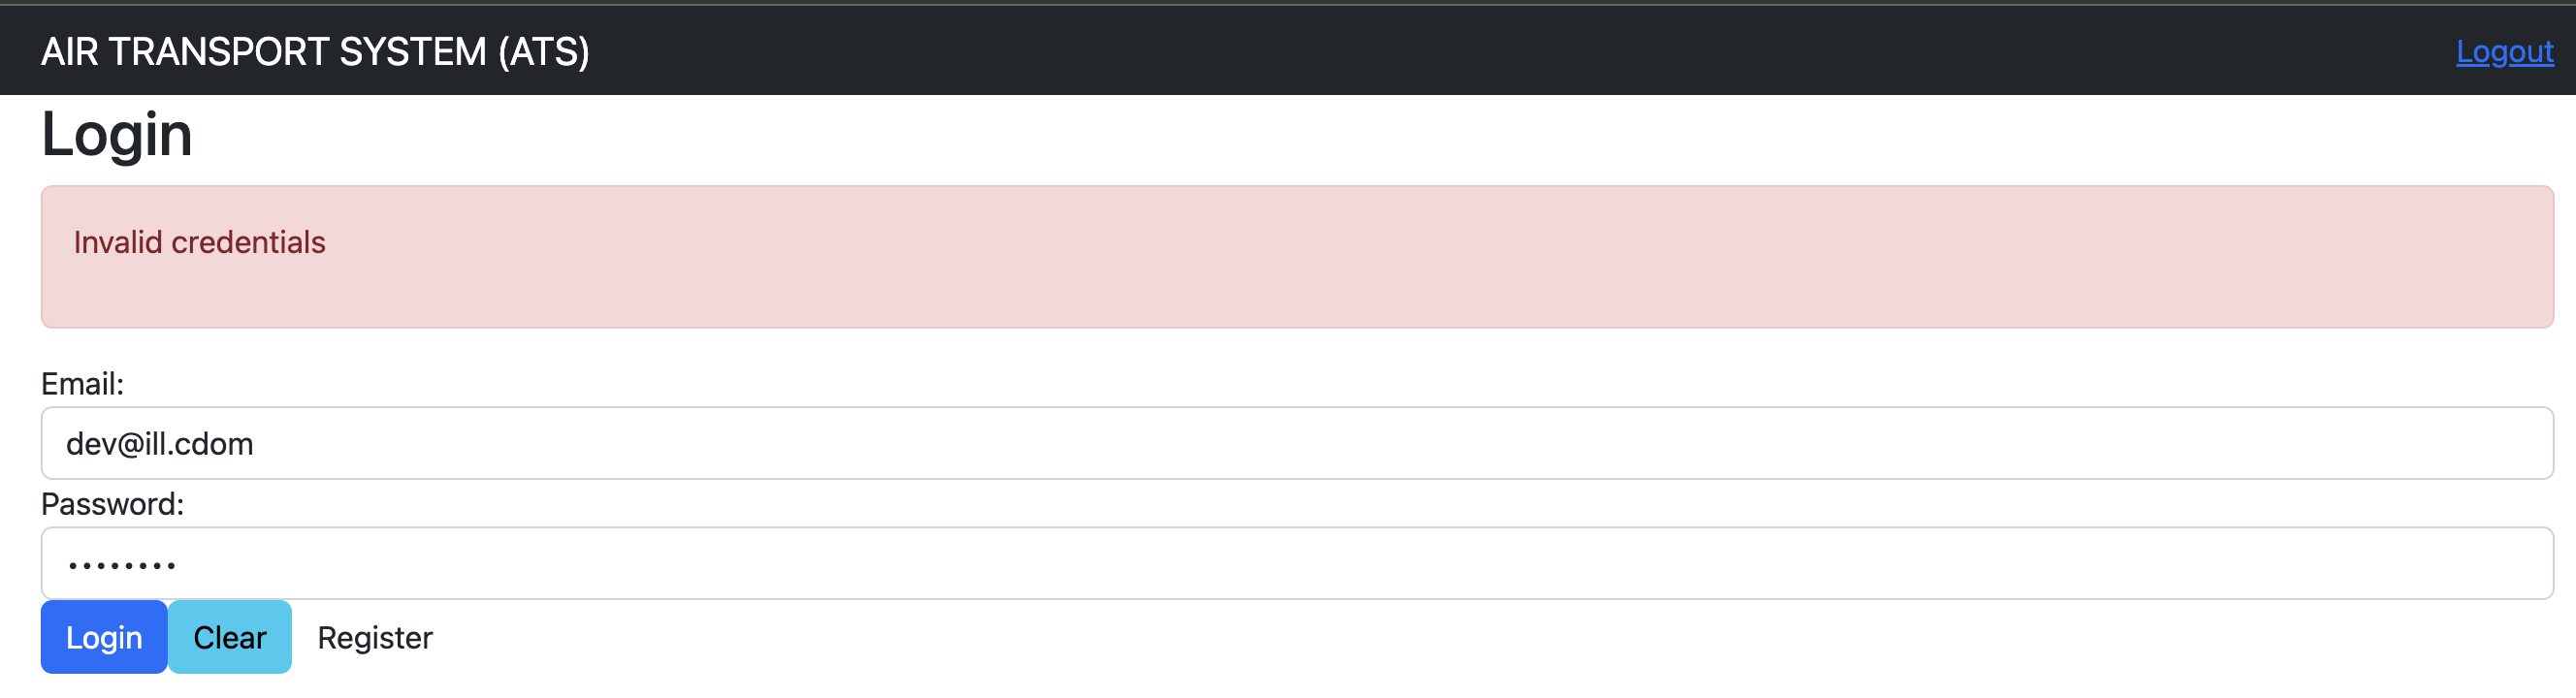 AIR TRANSPORT SYSTEM (ATS) Logout
Login
Invalid credentials
Email:
dev@ill.cdom
Password:
••••••••
Login Clear Register